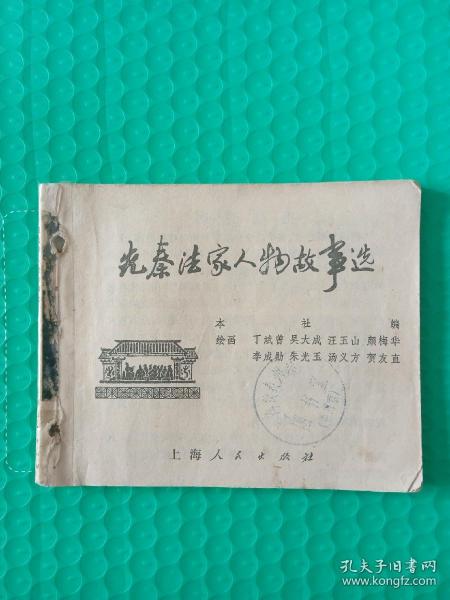 先秦法家人物故事选
本社编
绘画 丁斌曾 吴大成 汪玉山 颜梅华
李成勋 朱光玉 汤义方 贺友直
上海人民出版社
孔夫子旧书网
www.kongfz.com